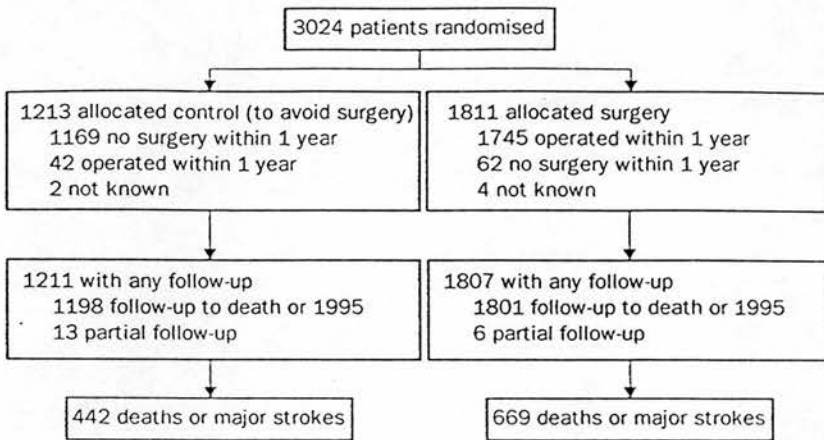 3024 patients randomised
1213 allocated control (to avoid surgery)
1169 no surgery within 1 year
42 operated within 1 year
2 not known
1811 allocated surgery
1745 operated within 1 year
62 no surgery within 1 year
4 not known
1211 with any follow-up
1198 follow-up to death or 1995
13 partial follow-up
1807 with any follow-up
1801 follow-up to death or 1995
6 partial follow-up
442 deaths or major strokes
669 deaths or major strokes